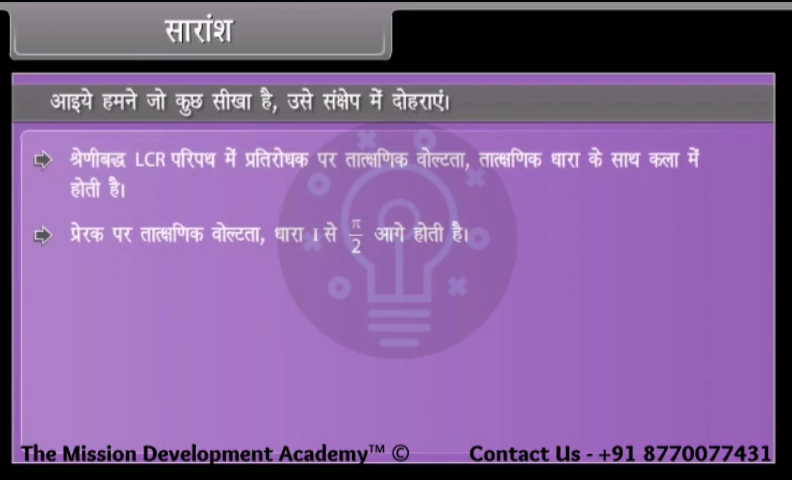 सारांश
आइये हमने जो कुछ सीखा है, उसे संक्षेप में दोहराएं।
श्रेणीबद्ध LCR परिपथ में प्रतिरोधक पर तात्क्षणिक वोल्टता, तात्क्षणिक धारा के साथ कला में
होती है।
प्रेरक पर तात्क्षणिक वोल्टता, धारा I से π/2 आगे होती है।
The Mission Development Academy™ © Contact Us - +91 8770077431